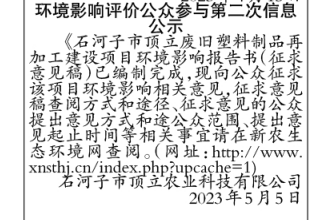 环境影响评价公众参与第二次信息
公示
《石河子市顶立废旧塑料制品再
加工建设项目环境影响报告书（征求
意见稿）已编制完成，现向公众征求
该项目环境影响相关意见，征求意见
稿查阅方式和途径、征求意见的公众
提出意见方式和途公众范围、提出意
见起止时间等相关事宜请在新农生
态环境网查阅。（网址：http://www.
xnsthj.cn/index.php?upcache=1）
石河子市顶立农业科技有限公司
2023年5月5日